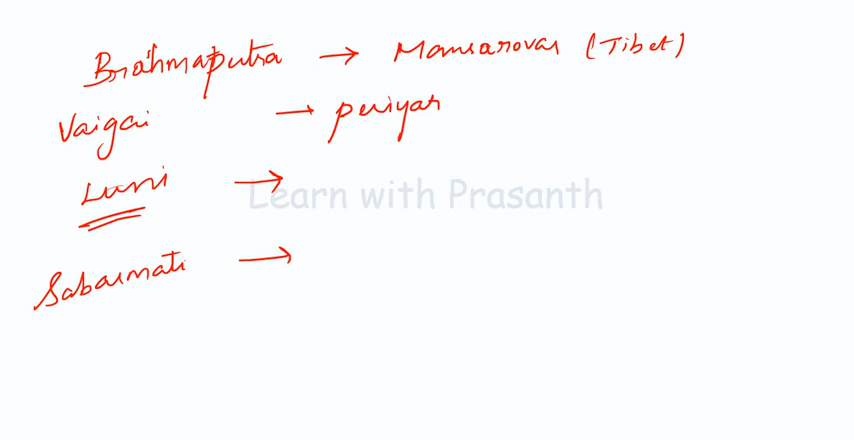 Brahmaputra → Mansarovar (Tibet)
Vaigai → Periyar
Luni →
Learn with Prasanth
Sabarmati →